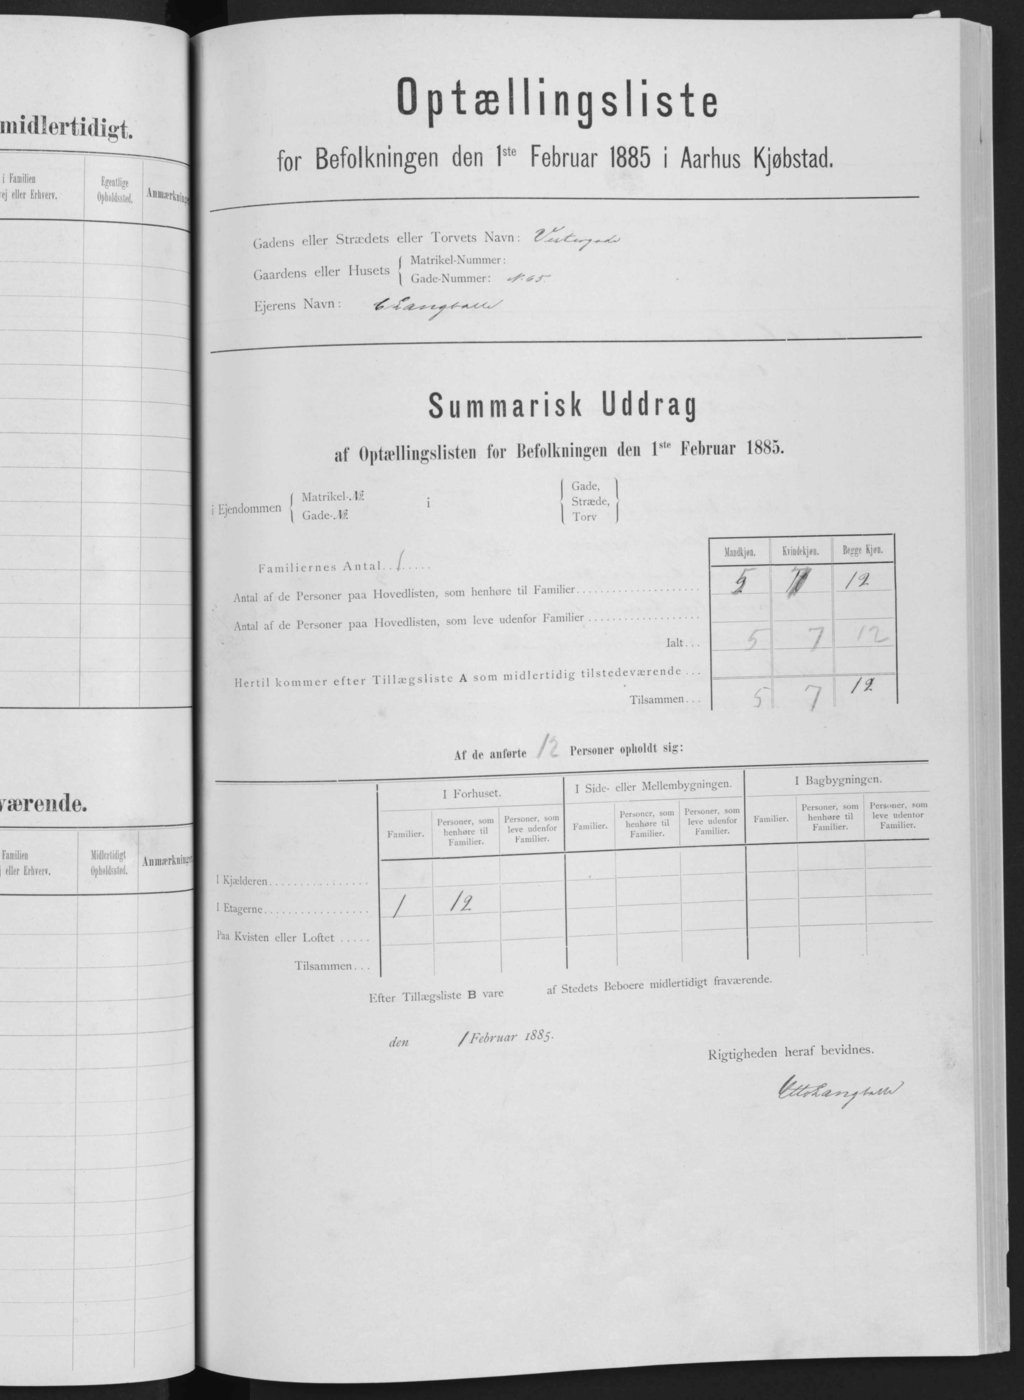 midlertidigt.
i Familien
ej eller Erhverv.
Egentlige
Opholdssted.
Anmærkning
værende.
Familien
eller Erhverv.
Midlertidigt
Opholdssted.
Anmærkninge
Optællingsliste
for Befolkningen den 1ste Februar 1885 i Aarhus Kjøbstad.
Gadens eller Strædets eller Torvets Navn: Vestergade
Gaardens eller Husets { Matrikel-Nummer:
Gade-Nummer: N. 65.
Ejerens Navn: C Langballe
Summarisk Uddrag
af Optællingslisten for Befolkningen den 1ste Februar 1885.
i Ejendommen { Matrikel-№
Gade-№ i { Gade,
Stræde,
Torv }
Mandkjøn. Kvindekjøn. Begge Kjøn.
Familiernes Antal.. 1 .....
Antal af de Personer paa Hovedlisten, som henhøre til Familier... 5 7 12
Antal af de Personer paa Hovedlisten, som leve udenfor Familier...
Ialt... 5 7 12
Hertil kommer efter Tillægsliste A som midlertidig tilstedeværende...
Tilsammen... 5 7 12
Af de anførte 12 Personer opholdt sig:
I Forhuset. I Side- eller Mellembygningen. I Bagbygningen.
Familier. Personer, som henhøre til Familier. Personer, som leve udenfor Familier. Familier. Personer, som henhøre til Familier. Personer, som leve udenfor Familier. Familier. Personer, som henhøre til Familier. Personer, som leve udenfor Familier.
I Kjælderen...
I Etagerne... 1 12
Paa Kvisten eller Loftet .....
Tilsammen...
Efter Tillægsliste B vare af Stedets Beboere midlertidigt fraværende.
den 1 Februar 1885.
Rigtigheden heraf bevidnes.
Otto Langballe